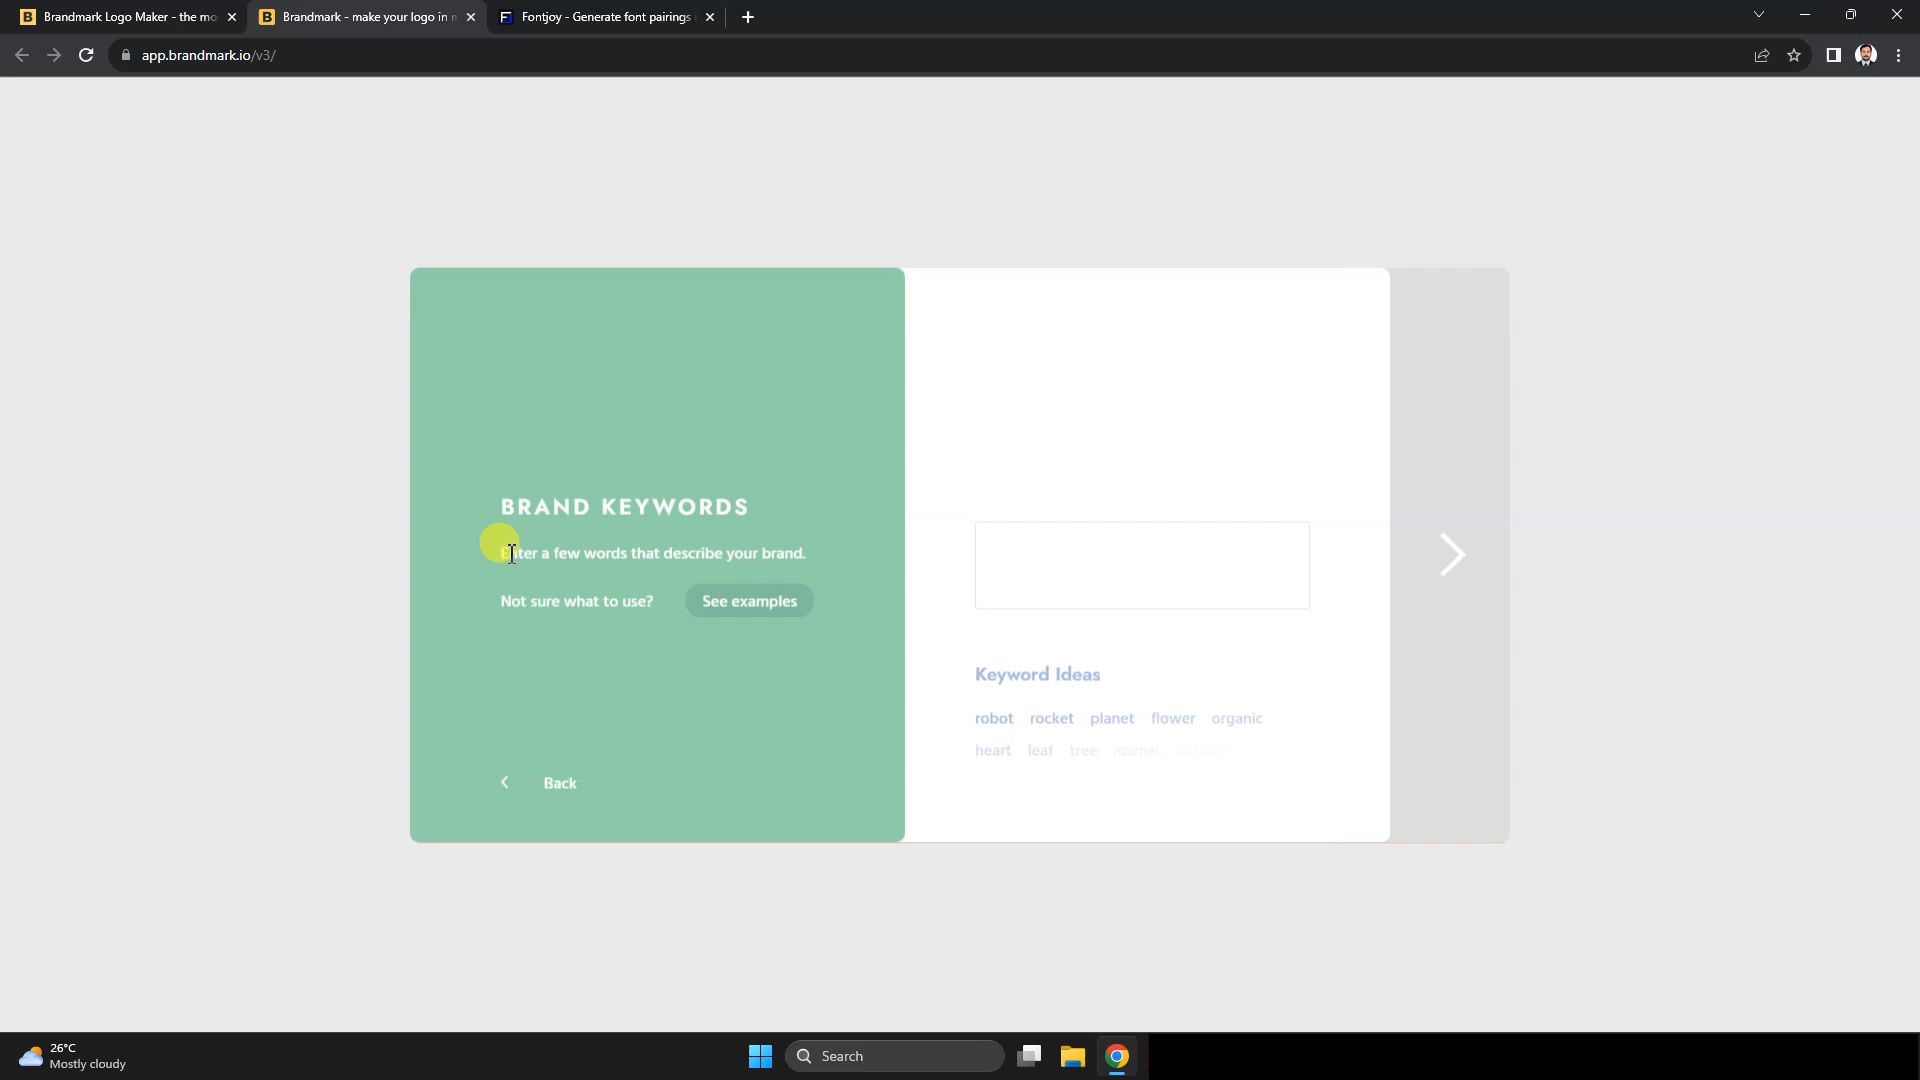 Brandmark Logo Maker - the mo
Brandmark - make your logo in m
Fontjoy - Generate font pairings
app.brandmark.io/v3/
BRAND KEYWORDS
Enter a few words that describe your brand.
Not sure what to use? See examples
Keyword Ideas
robot rocket planet flower organic
heart leaf tree animal
Back
26°C
Mostly cloudy
Search